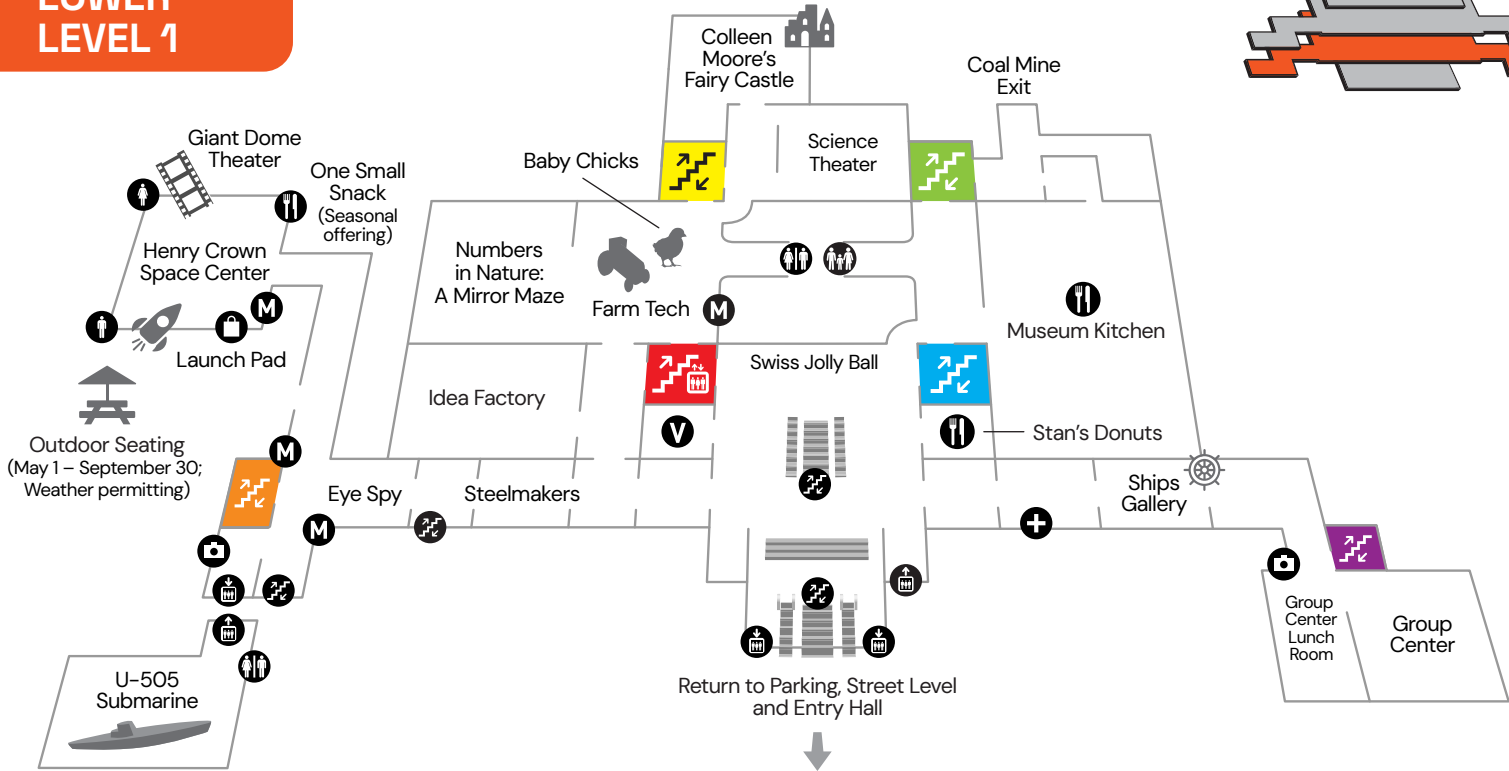 LOWER
LEVEL 1
Colleen
Moore's
Fairy Castle
Coal Mine
Exit
Giant Dome
Theater
Baby Chicks
Science
Theater
One Small
Snack
(Seasonal
offering)
Henry Crown
Space Center
Numbers
in Nature:
A Mirror Maze
M
Farm Tech
M
Museum Kitchen
Launch Pad
Swiss Jolly Ball
Idea Factory
V
Stan's Donuts
Outdoor Seating
(May 1 – September 30;
Weather permitting)
M
Eye Spy
Steelmakers
Ships
Gallery
M
Group
Center
Lunch
Room
Group
Center
U-505
Submarine
Return to Parking, Street Level
and Entry Hall